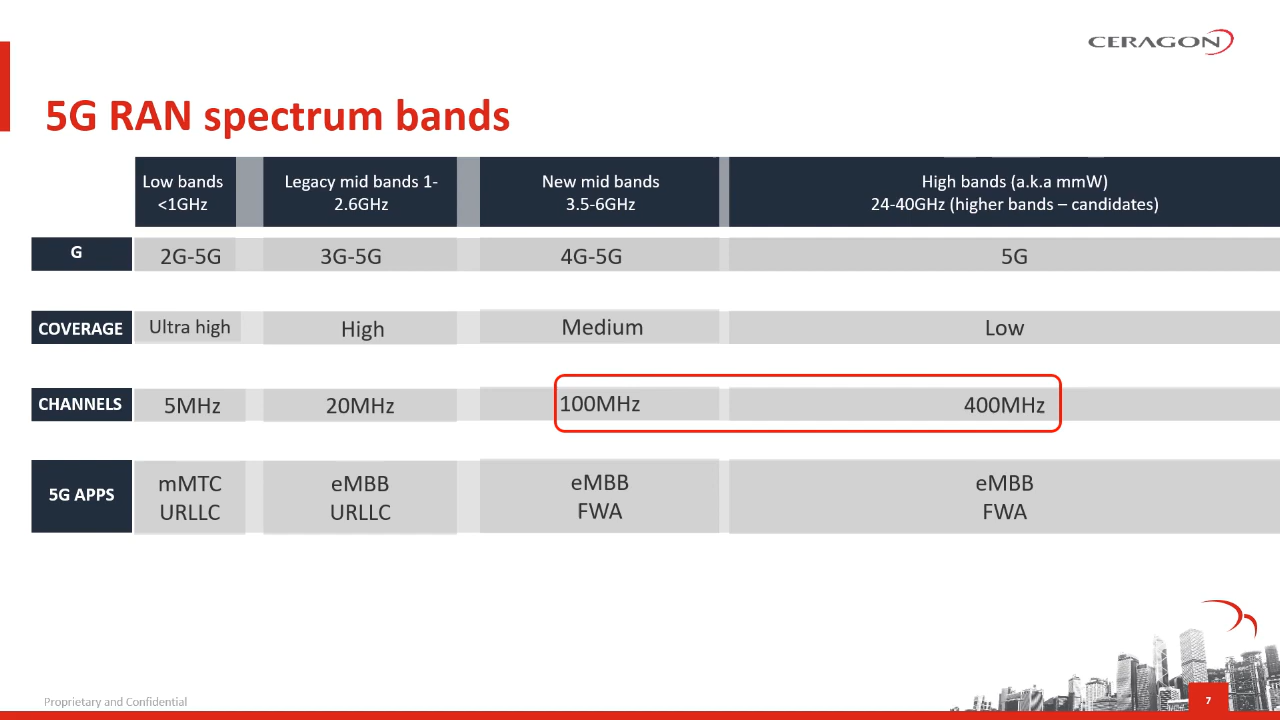 CERAGON
5G RAN spectrum bands
Low bands
<1GHz
Legacy mid bands 1-
2.6GHz
New mid bands
3.5-6GHz
High bands (a.k.a mmW)
24-40GHz (higher bands – candidates)
G
2G-5G
3G-5G
4G-5G
5G
COVERAGE
Ultra high
High
Medium
Low
CHANNELS
5MHz
20MHz
100MHz
400MHz
5G APPS
mMTC
URLLC
eMBB
URLLC
eMBB
FWA
eMBB
FWA
Proprietary and Confidential
7